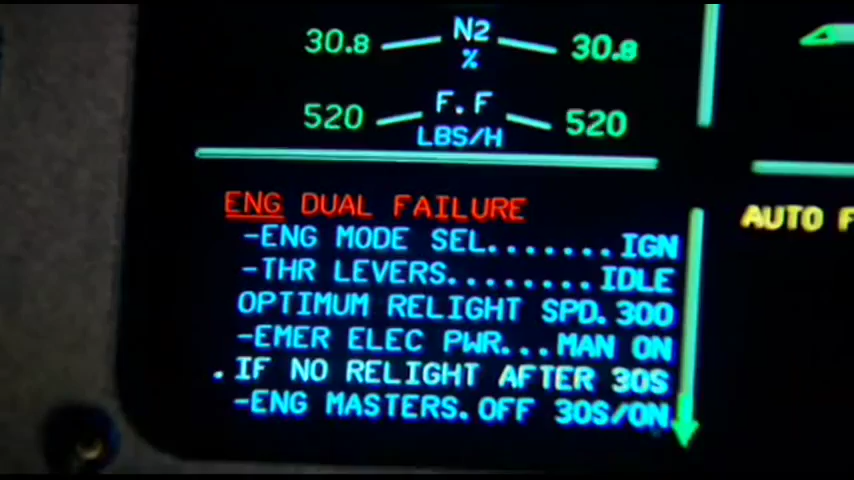 30.8 N2 30.8
%
520 F.F 520
LBS/H
ENG DUAL FAILURE
-ENG MODE SEL.......IGN
-THR LEVERS........IDLE
OPTIMUM RELIGHT SPD.300
-EMER ELEC PWR...MAN ON
.IF NO RELIGHT AFTER 30S
-ENG MASTERS.OFF 30S/ON
AUTO F